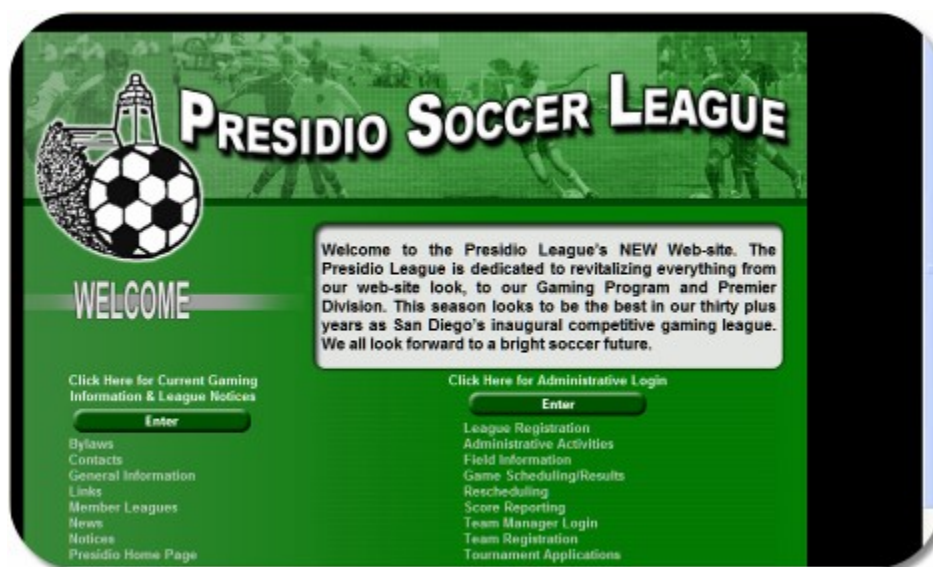 PRESIDIO SOCCER LEAGUE
WELCOME
Welcome to the Presidio League's NEW Web-site. The
Presidio League is dedicated to revitalizing everything from
our web-site look, to our Gaming Program and Premier
Division. This season looks to be the best in our thirty plus
years as San Diego's inaugural competitive gaming league.
We all look forward to a bright soccer future.
Click Here for Current Gaming
Information & League Notices
Enter
Bylaws
Contacts
General Information
Links
Member Leagues
News
Notices
Presidio Home Page
Click Here for Administrative Login
Enter
League Registration
Administrative Activities
Field Information
Game Scheduling/Results
Rescheduling
Score Reporting
Team Manager Login
Team Registration
Tournament Applications